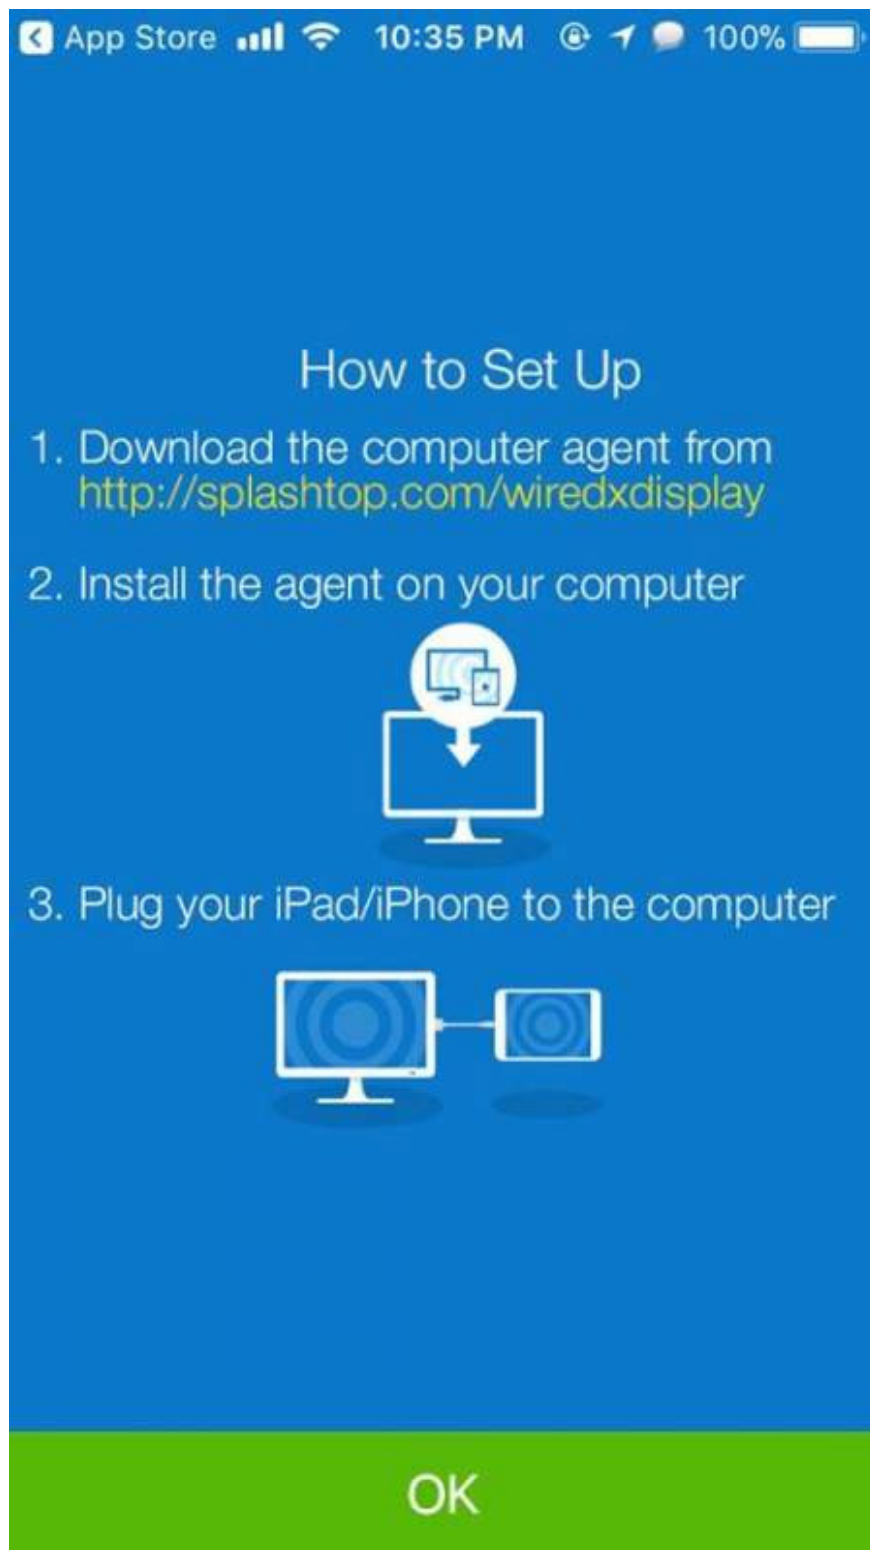 App Store 10:35 PM 100%
How to Set Up
1. Download the computer agent from
http://splashtop.com/wiredxdisplay
2. Install the agent on your computer
3. Plug your iPad/iPhone to the computer
OK